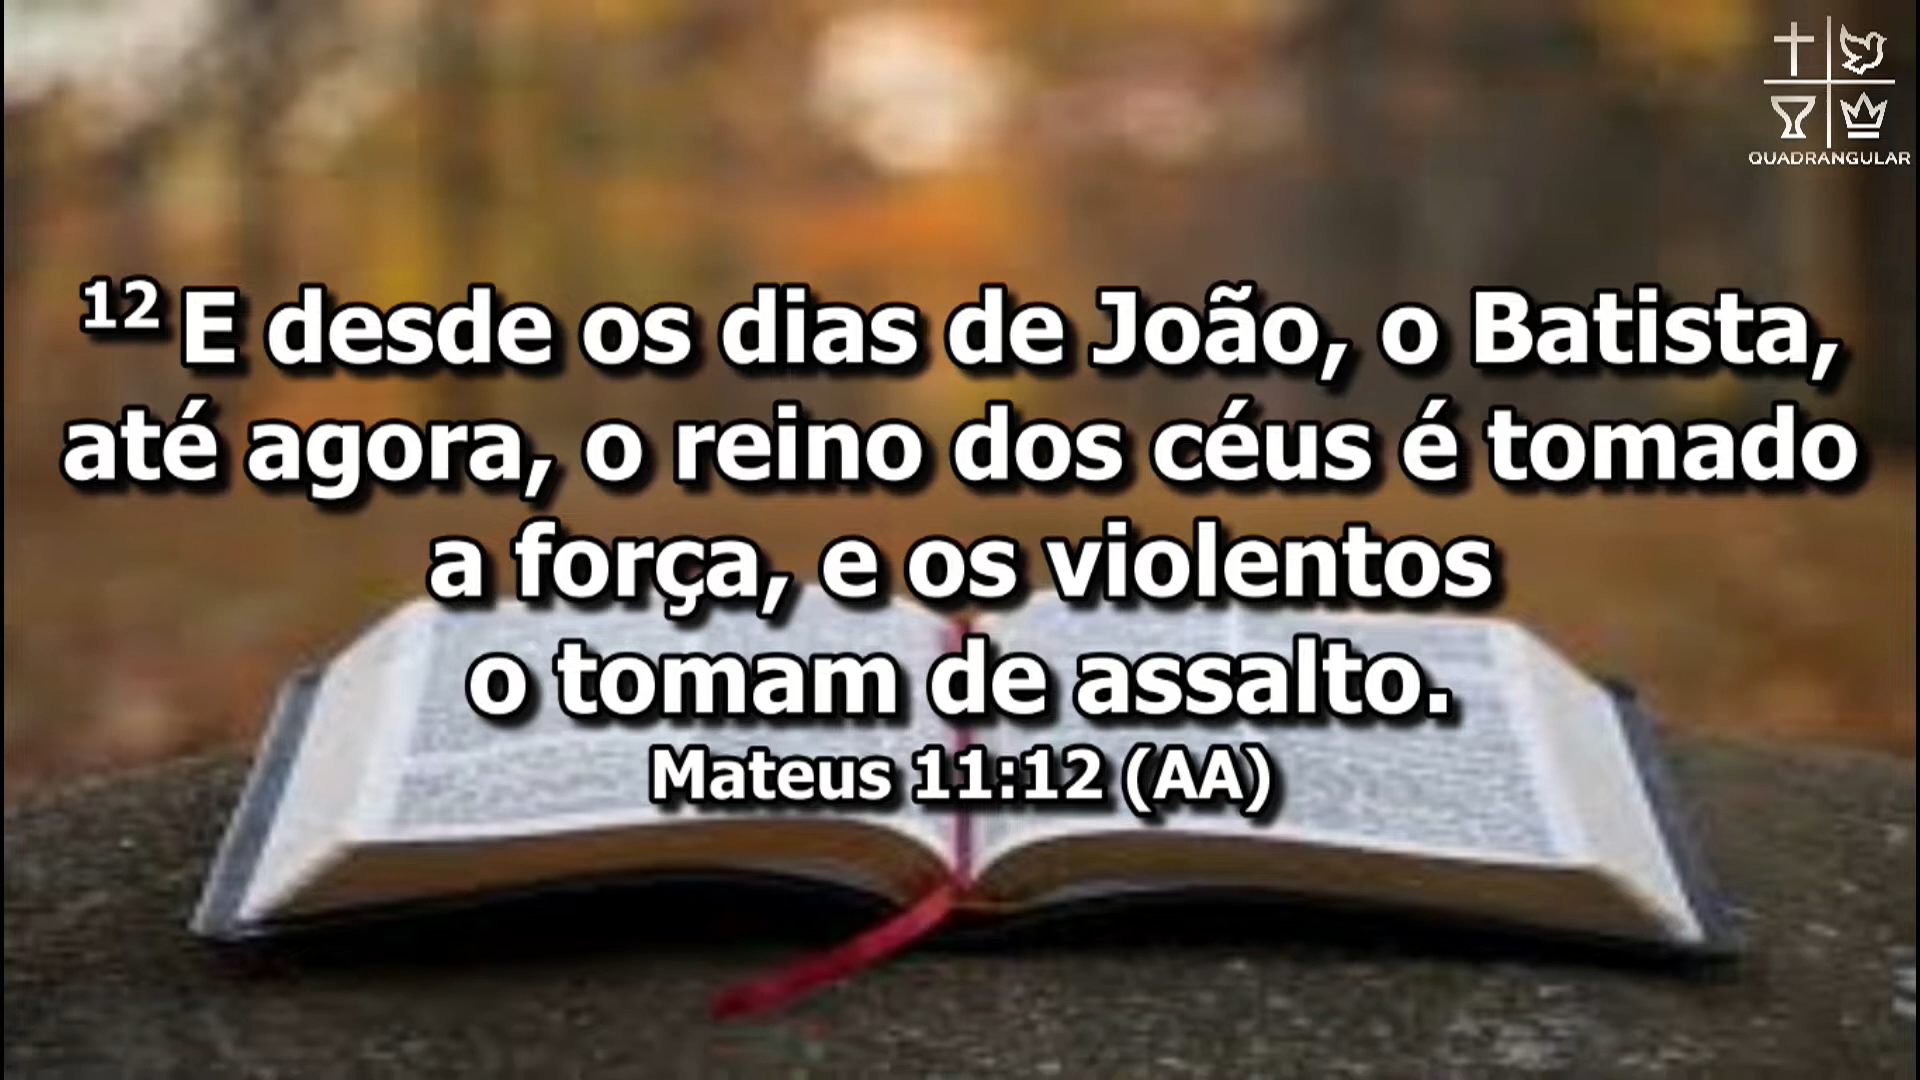 QUADRANGULAR
12 E desde os dias de João, o Batista,
até agora, o reino dos céus é tomado
a força, e os violentos
o tomam de assalto.
Mateus 11:12 (AA)